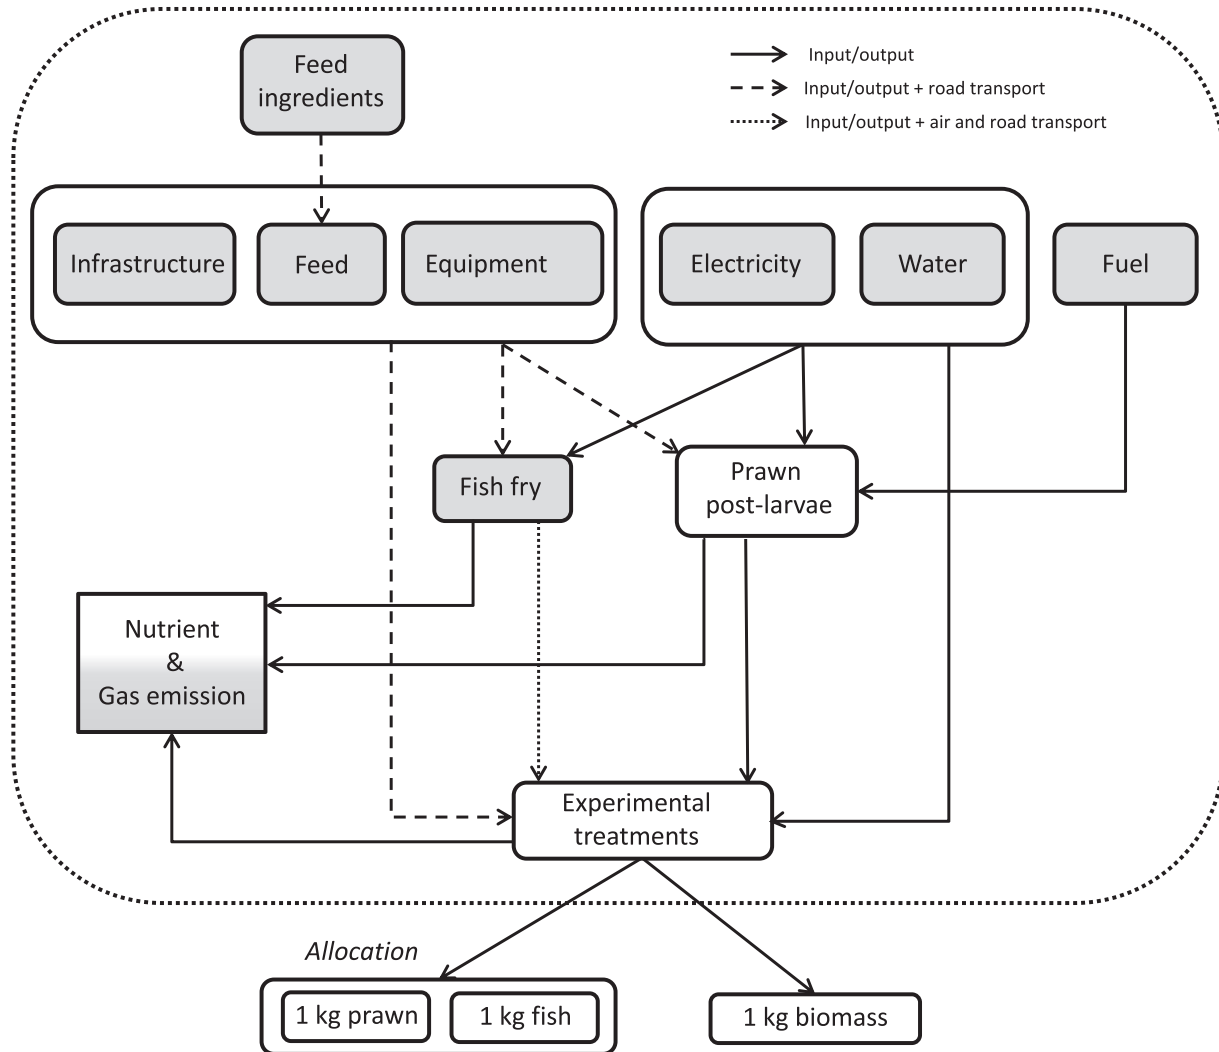 Feed
ingredients
Input/output
Input/output + road transport
Input/output + air and road transport
Infrastructure
Feed
Equipment
Electricity
Water
Fuel
Fish fry
Prawn
post-larvae
Nutrient
&
Gas emission
Experimental
treatments
Allocation
1 kg prawn
1 kg fish
1 kg biomass